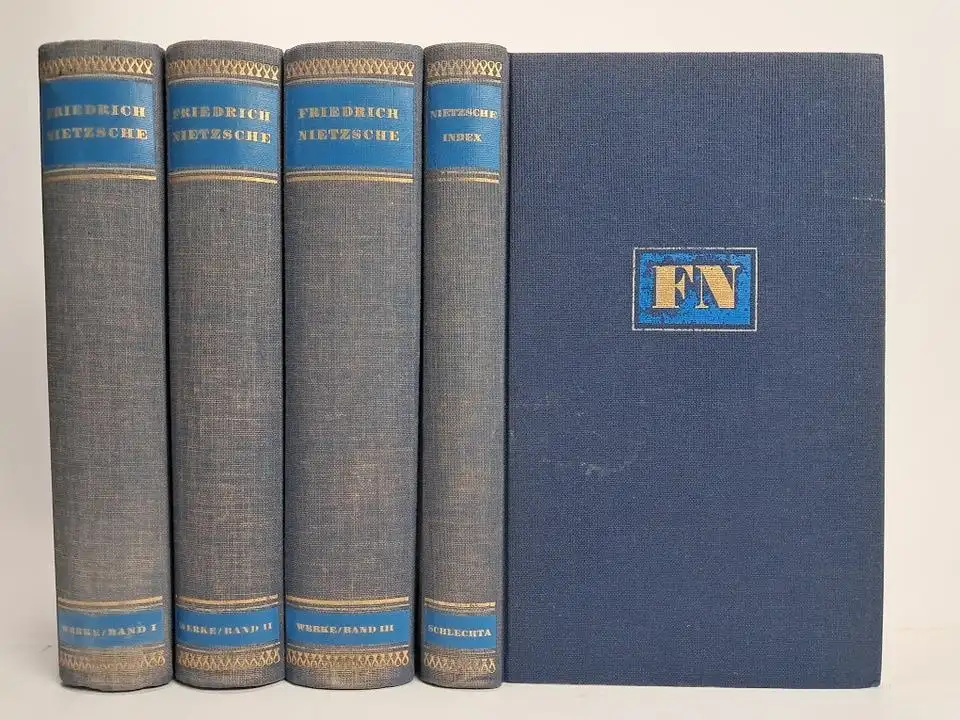 FRIEDRICH
NIETZSCHE
WERKE/BAND I
FRIEDRICH
NIETZSCHE
WERKE/BAND II
FRIEDRICH
NIETZSCHE
WERKE/BAND III
NIETZSCHE
INDEX
SCHLECHTA
FN